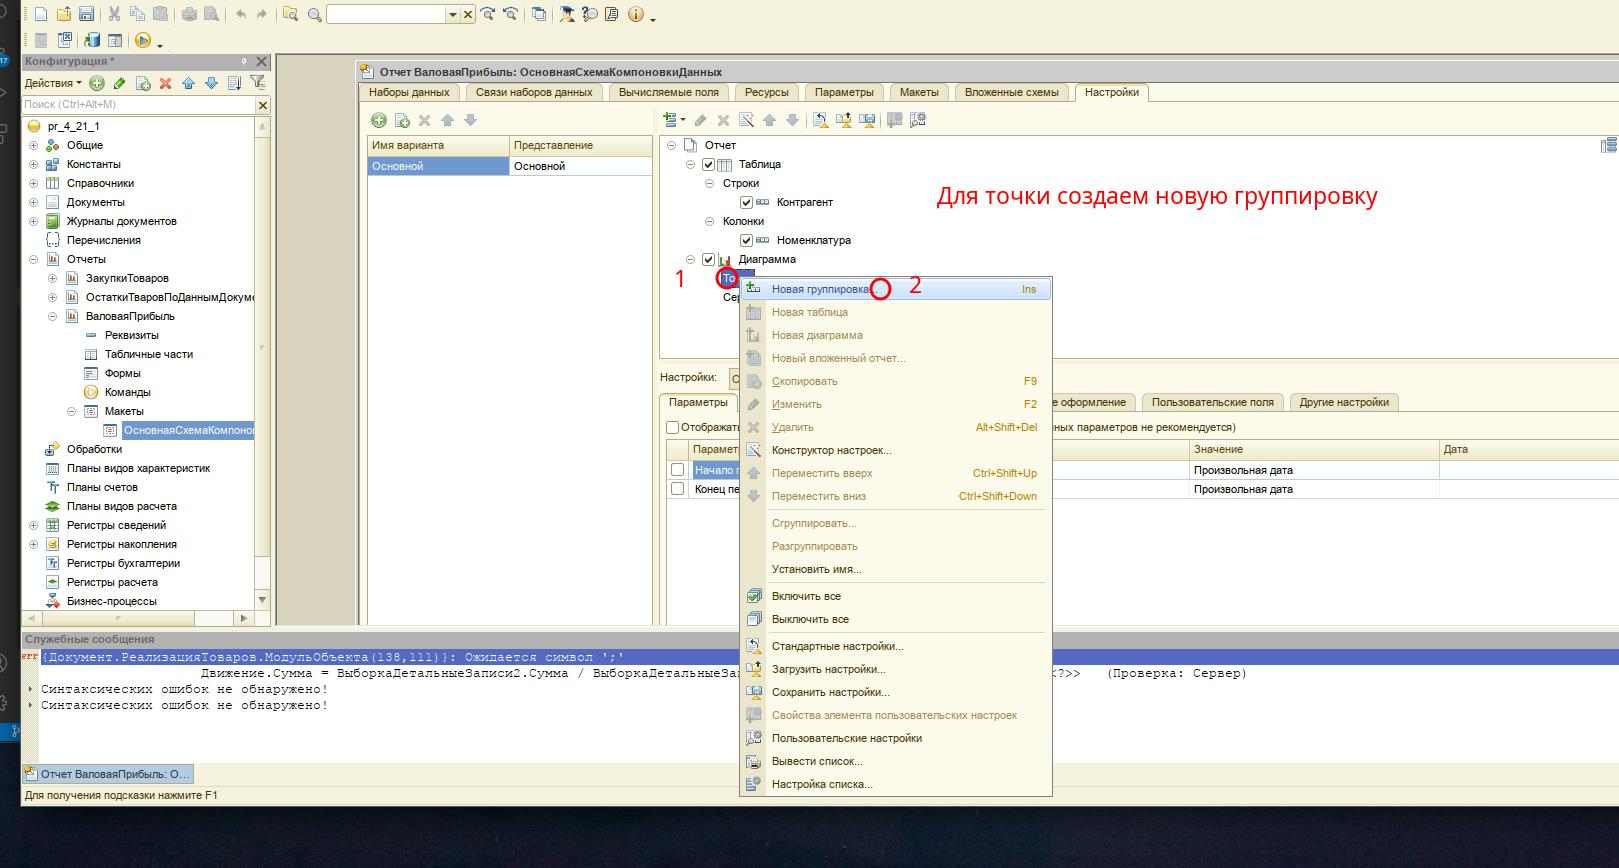 17
Конфигурация *
Действия
Поиск (Ctrl+Alt+M)
pr_4_21_1
Общие
Константы
Справочники
Документы
Журналы документов
Перечисления
Отчеты
ЗакупкиТоваров
ОстаткиТваровПоДаннымДокуме
ВаловаяПрибыль
Реквизиты
Табличные части
Формы
Команды
Макеты
ОсновнаяСхемаКомпонов
Обработки
Планы видов характеристик
Планы счетов
Планы видов расчета
Регистры сведений
Регистры накопления
Регистры бухгалтерии
Регистры расчета
Бизнес-процессы
Отчет ВаловаяПрибыль: ОсновнаяСхемаКомпоновкиДанных
Наборы данных Связи наборов данных Вычисляемые поля Ресурсы Параметры Макеты Вложенные схемы Настройки
Имя варианта Представление
Основной Основной
Отчет
Таблица
Строки
Контрагент
Колонки
Номенклатура
Диаграмма
Для точки создаем новую группировку
1
То
Сер
2
Новая группировка... Ins
Новая таблица
Новая диаграмма
Новый вложенный отчет...
Скопировать F9
Изменить F2
Удалить Alt+Shift+Del
Конструктор настроек...
Переместить вверх Ctrl+Shift+Up
Переместить вниз Ctrl+Shift+Down
Сгруппировать...
Разгруппировать
Установить имя...
Включить все
Выключить все
Стандартные настройки...
Загрузить настройки...
Сохранить настройки...
Свойства элемента пользовательских настроек
Пользовательские настройки
Вывести список...
Настройка списка...
Настройки: О
Параметры е оформление Пользовательские поля Другие настройки
Отображать нных параметров не рекомендуется)
Парамет Значение Дата
Начало п Произвольная дата
Конец пе Произвольная дата
Служебные сообщения
err {Документ.РеализацияТоваров.МодульОбъекта(138,111)}: Ожидается символ ';'
Движение.Сумма = ВыборкаДетальныеЗаписи2.Сумма / ВыборкаДетальныеЗап <?>> (Проверка: Сервер)
Синтаксических ошибок не обнаружено!
Синтаксических ошибок не обнаружено!
Отчет ВаловаяПрибыль: О...
Для получения подсказки нажмите F1